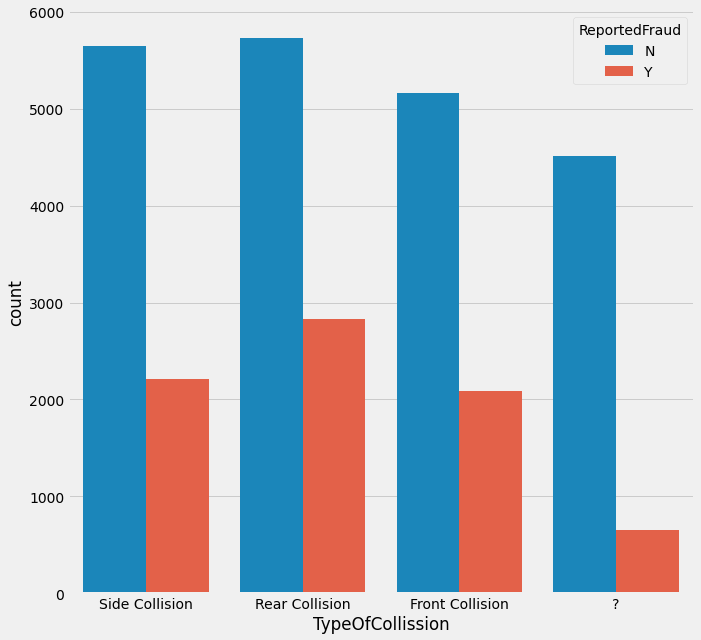 6000
5000
4000
3000
2000
1000
0
count
ReportedFraud
N
Y
Side Collision
Rear Collision
Front Collision
?
TypeOfCollission